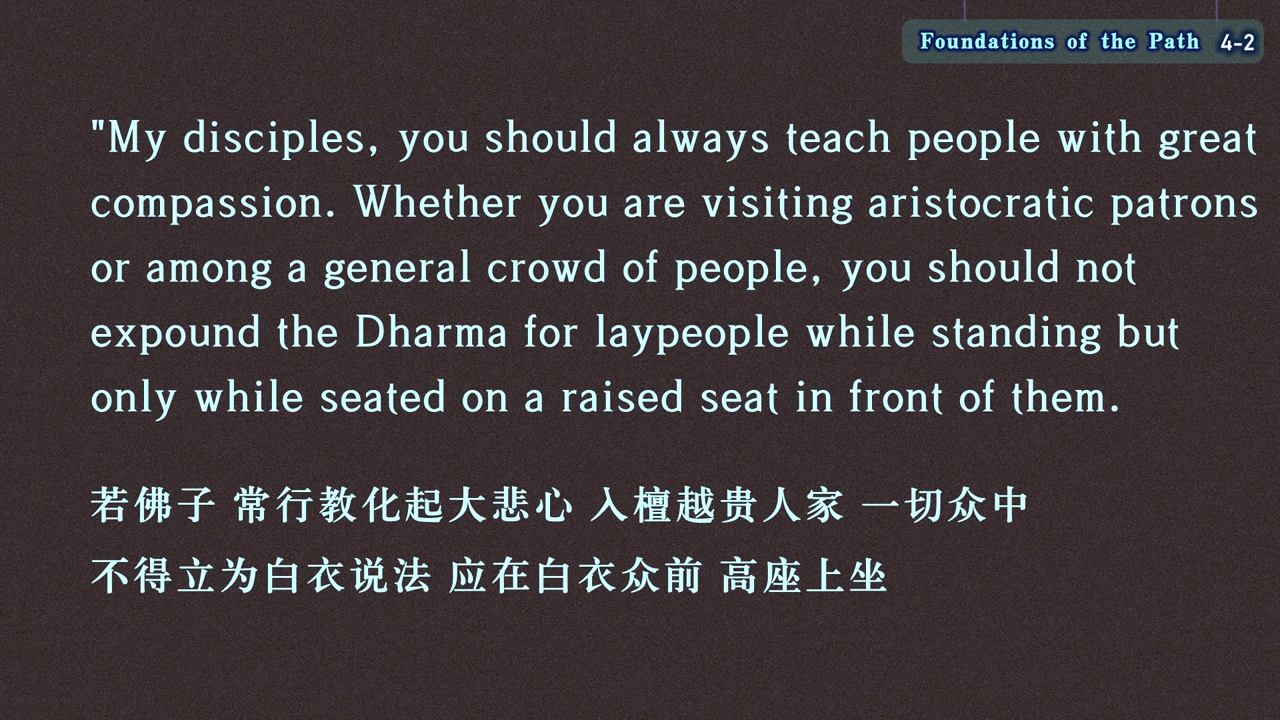 Foundations of the Path 4-2
"My disciples, you should always teach people with great
compassion. Whether you are visiting aristocratic patrons
or among a general crowd of people, you should not
expound the Dharma for laypeople while standing but
only while seated on a raised seat in front of them.
若佛子 常行教化起大悲心 入檀越贵人家 一切众中
不得立为白衣说法 应在白衣众前 高座上坐